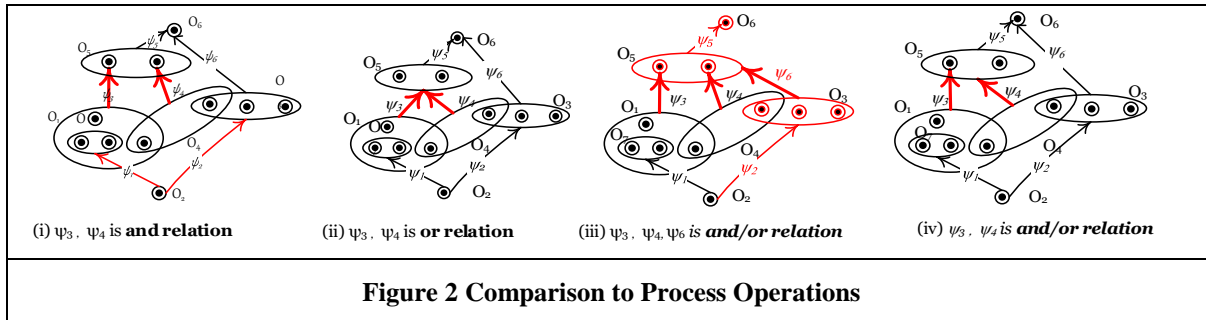 O₆
ψ₅
O₅
ψ₆
O
ψ₃
ψ₄
O₁
O
O₄
ψ₁
ψ₂
O₂
(i) ψ₃ , ψ₄ is and relation
O₆
ψ₅
O₅
ψ₆
ψ₃
ψ₄
O₃
O₁
O
O₄
ψ₁
ψ₂
O₂
(ii) ψ₃ , ψ₄ is or relation
O₆
ψ₅
O₅
ψ₆
O₁
ψ₃
ψ₄
O₃
O₇
O₄
ψ₁
ψ₂
O₂
(iii) ψ₃ , ψ₄, ψ₆ is and/or relation
O₆
ψ₅
O₅
ψ₆
ψ₃
ψ₄
O₃
O₁
O₄
ψ₁
ψ₂
O₂
(iv) ψ₃ , ψ₄ is and/or relation
Figure 2 Comparison to Process Operations